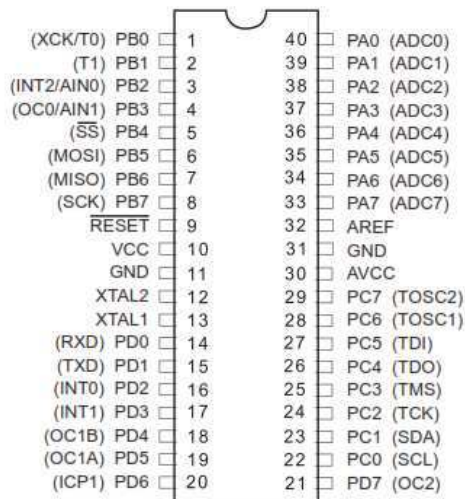 (XCK/T0) PB0 1 40 PA0 (ADC0)
(T1) PB1 2 39 PA1 (ADC1)
(INT2/AIN0) PB2 3 38 PA2 (ADC2)
(OC0/AIN1) PB3 4 37 PA3 (ADC3)
(SS) PB4 5 36 PA4 (ADC4)
(MOSI) PB5 6 35 PA5 (ADC5)
(MISO) PB6 7 34 PA6 (ADC6)
(SCK) PB7 8 33 PA7 (ADC7)
RESET 9 32 AREF
VCC 10 31 GND
GND 11 30 AVCC
XTAL2 12 29 PC7 (TOSC2)
XTAL1 13 28 PC6 (TOSC1)
(RXD) PD0 14 27 PC5 (TDI)
(TXD) PD1 15 26 PC4 (TDO)
(INT0) PD2 16 25 PC3 (TMS)
(INT1) PD3 17 24 PC2 (TCK)
(OC1B) PD4 18 23 PC1 (SDA)
(OC1A) PD5 19 22 PC0 (SCL)
(ICP1) PD6 20 21 PD7 (OC2)